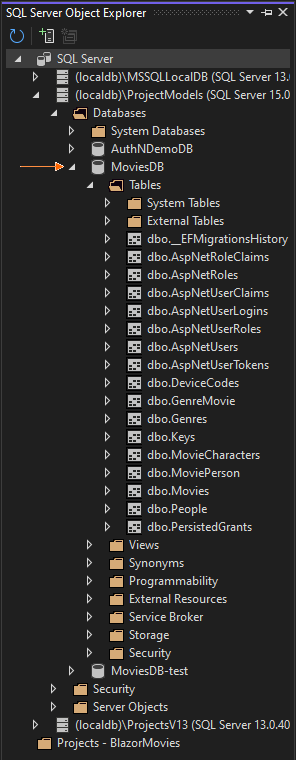 SQL Server Object Explorer
SQL Server
(localdb)\MSSQLLocalDB (SQL Server 13.0
(localdb)\ProjectModels (SQL Server 15.0
Databases
System Databases
AuthNDemoDB
MoviesDB
Tables
System Tables
External Tables
dbo.__EFMigrationsHistory
dbo.AspNetRoleClaims
dbo.AspNetRoles
dbo.AspNetUserClaims
dbo.AspNetUserLogins
dbo.AspNetUserRoles
dbo.AspNetUsers
dbo.AspNetUserTokens
dbo.DeviceCodes
dbo.GenreMovie
dbo.Genres
dbo.Keys
dbo.MovieCharacters
dbo.MoviePerson
dbo.Movies
dbo.People
dbo.PersistedGrants
Views
Synonyms
Programmability
External Resources
Service Broker
Storage
Security
MoviesDB-test
Security
Server Objects
(localdb)\ProjectsV13 (SQL Server 13.0.40
Projects - BlazorMovies